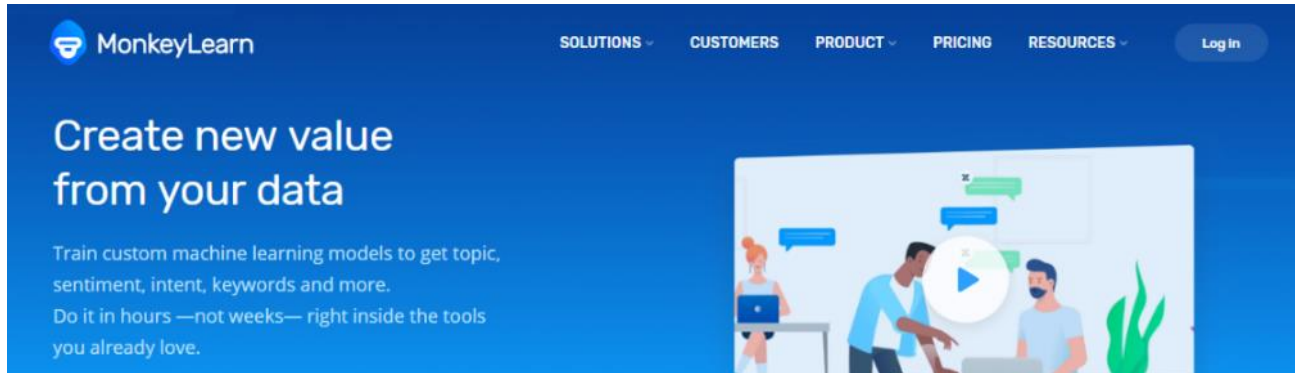 MonkeyLearn
SOLUTIONS
CUSTOMERS
PRODUCT
PRICING
RESOURCES
Log in
Create new value
from your data
Train custom machine learning models to get topic,
sentiment, intent, keywords and more.
Do it in hours —not weeks— right inside the tools
you already love.